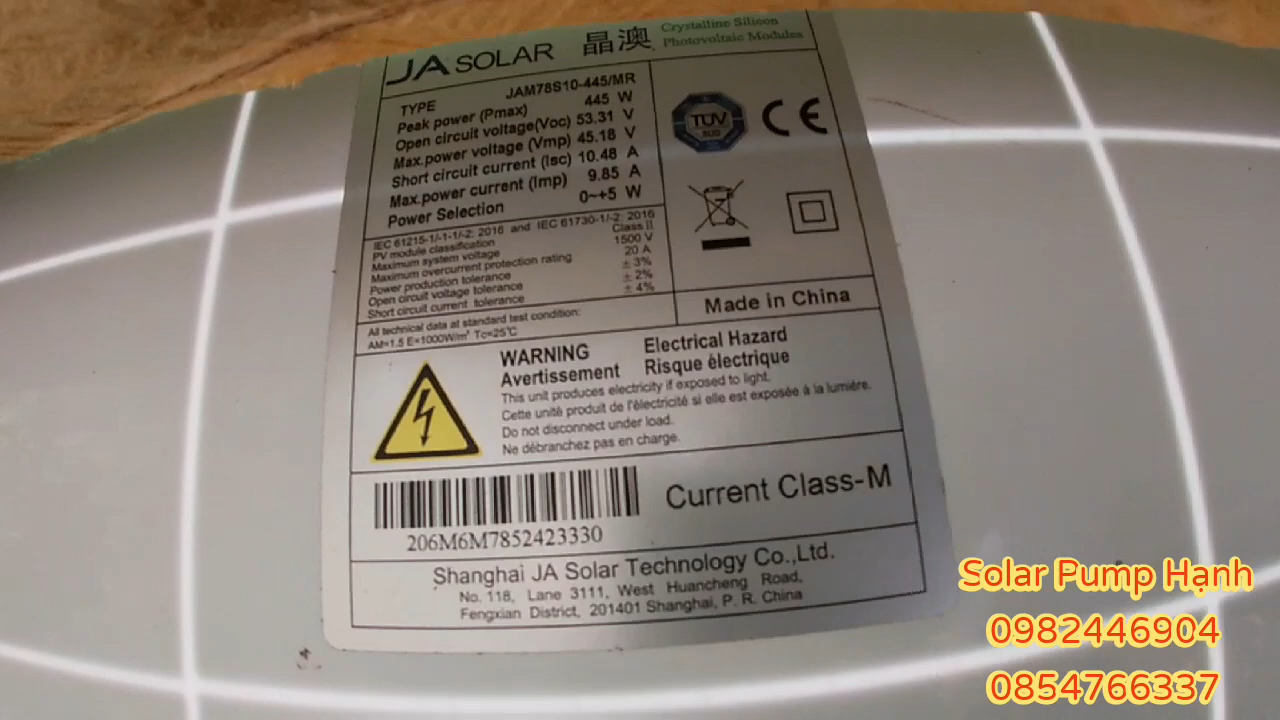 JA SOLAR 晶澳 Crystalline Silicon
Photovoltaic Modules
TYPE JAM78S10-445/MR
Peak power (Pmax) 445 W
Open circuit voltage(Voc) 53.31 V
Max.power voltage (Vmp) 45.18 V
Short circuit current (Isc) 10.48 A
Max.power current (Imp) 9.85 A
Power Selection 0~+5 W
IEC 61215-1/-1-1/-2: 2016 and IEC 61730-1/-2: 2016
PV module classification Class II
Maximum system voltage 1500 V
Maximum overcurrent protection rating 20 A
Power production tolerance ±3%
Open circuit voltage tolerance ±2%
Short circuit current tolerance ±4%
All technical data at standard test condition:
AM=1.5 E=1000W/m² Tc=25℃
TÜV
SÜD
CE
Made in China
WARNING Electrical Hazard
Avertissement Risque électrique
This unit produces electricity if exposed to light.
Cette unité produit de l'électricité si elle est exposée à la lumière.
Do not disconnect under load.
Ne débranchez pas en charge.
206M6M7852423330
Current Class-M
Shanghai JA Solar Technology Co.,Ltd.
No. 118, Lane 3111, West Huancheng Road,
Fengxian District, 201401 Shanghai, P. R. China
Solar Pump Hạnh
0982446904
0854766337